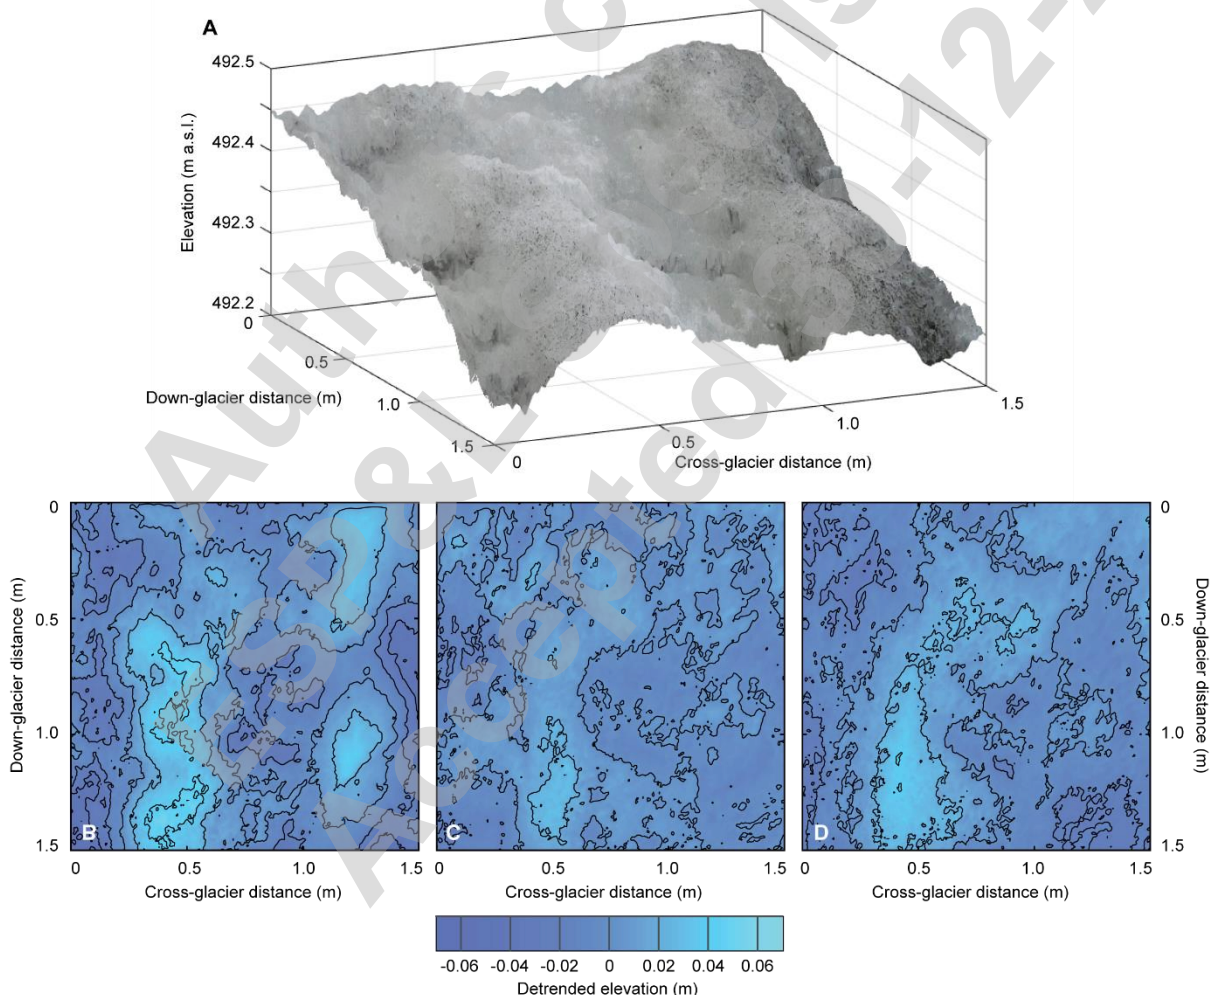 A
492.5
492.4
492.3
492.2
Elevation (m a.s.l.)
0
0.5
1.0
1.5
Down-glacier distance (m)
0
0.5
1.0
1.5
Cross-glacier distance (m)
0
0.5
1.0
1.5
Down-glacier distance (m)
B
C
D
0
0.5
1.0
1.5
Down-glacier distance (m)
0 0.5 1.0 1.5
Cross-glacier distance (m)
0 0.5 1.0 1.5
Cross-glacier distance (m)
0 0.5 1.0 1.5
Cross-glacier distance (m)
-0.06 -0.04 -0.02 0 0.02 0.04 0.06
Detrended elevation (m)
ESP&L
Accepted